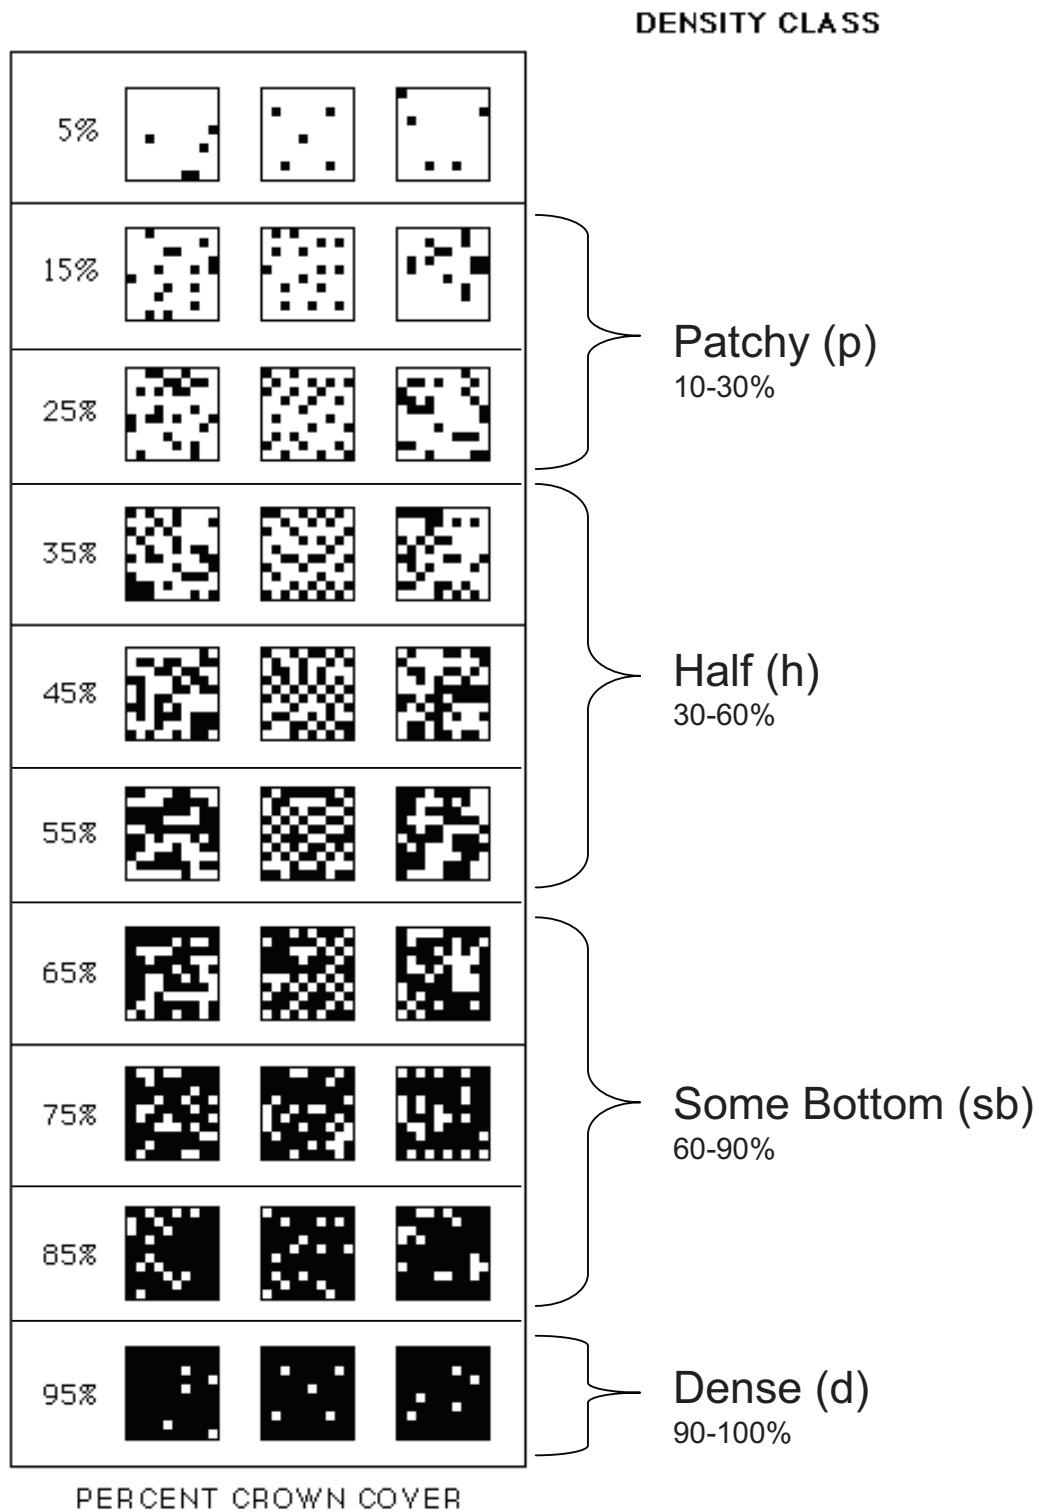 DENSITY CLASS
5%
15%
Patchy (p)
10-30%
25%
35%
45%
Half (h)
30-60%
55%
65%
75%
Some Bottom (sb)
60-90%
85%
95%
Dense (d)
90-100%
PERCENT CROWN COVER